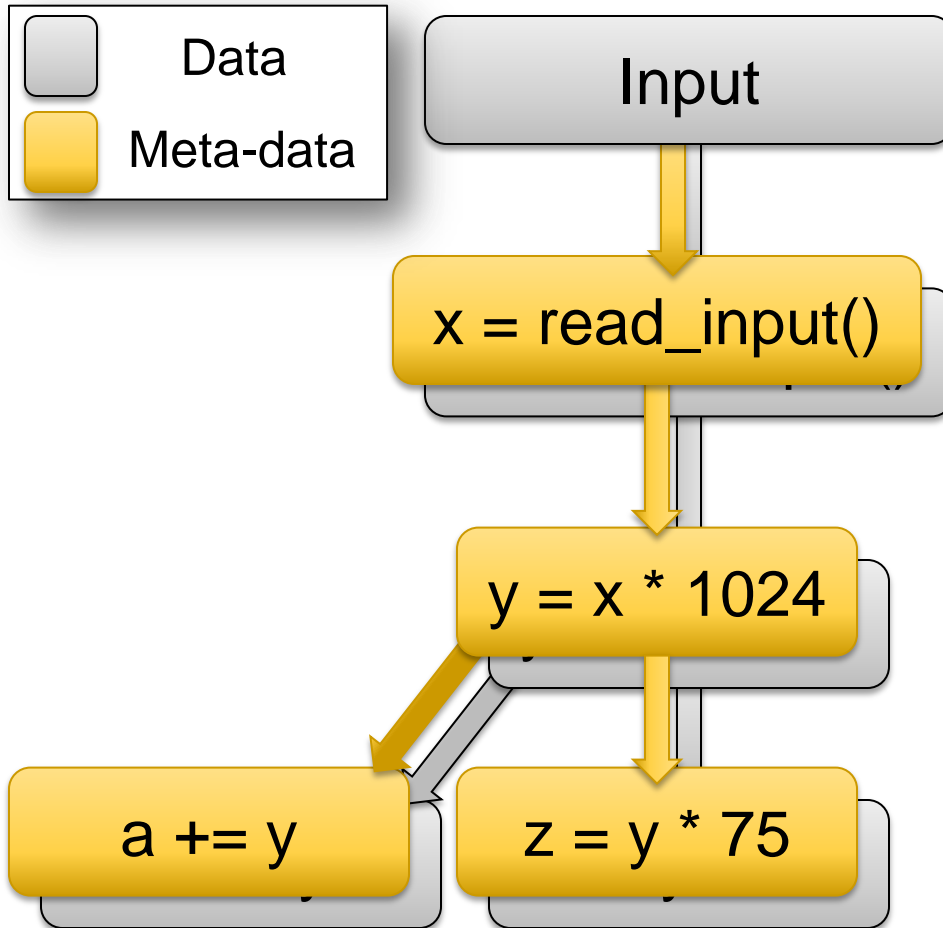 Data
Meta-data
Input
x = read_input()
y = x * 1024
a += y
z = y * 75